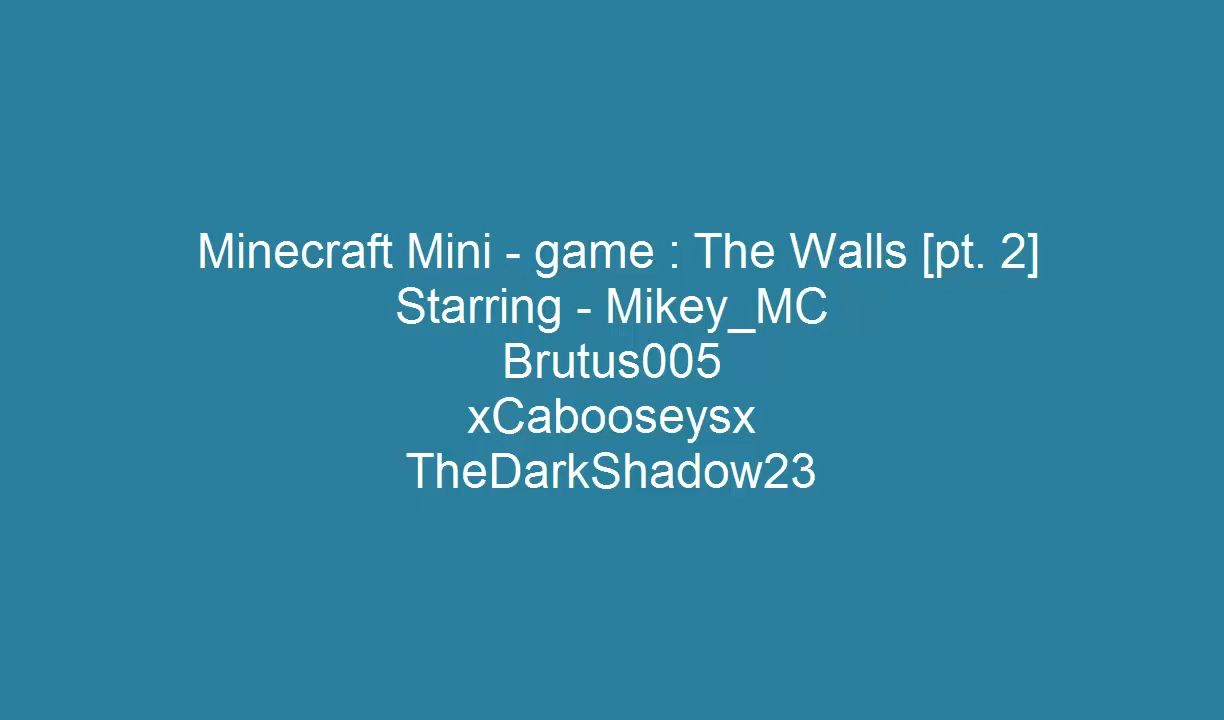 Minecraft Mini - game : The Walls [pt. 2]
Starring - Mikey_MC
Brutus005
xCabooseysx
TheDarkShadow23